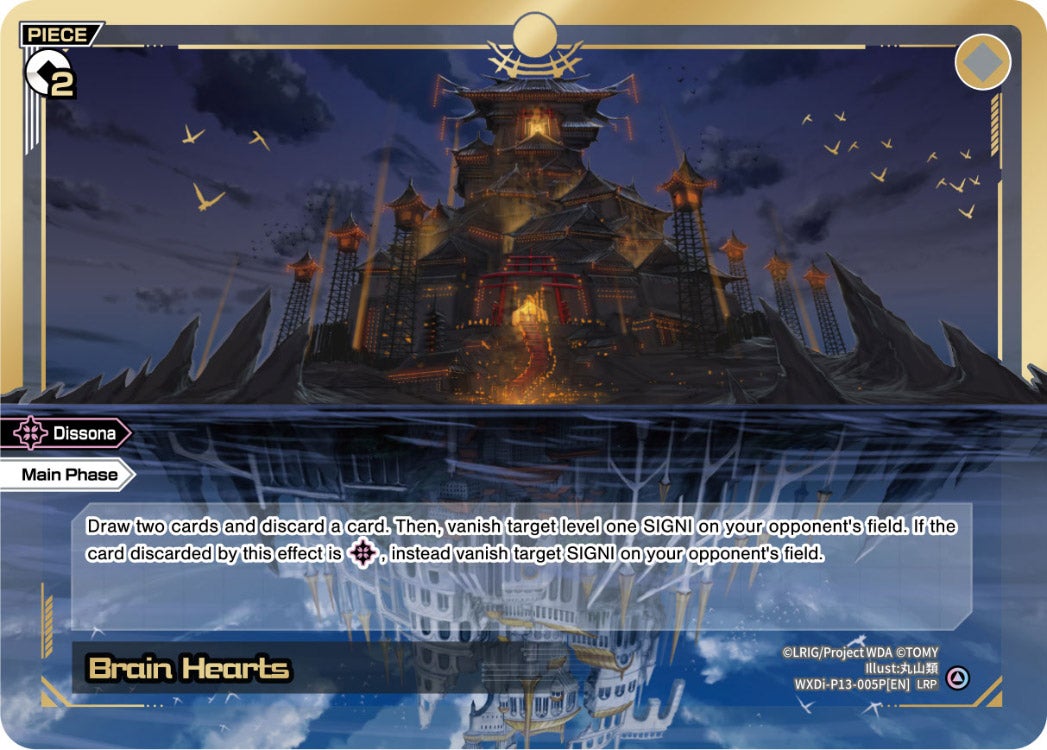 PIECE
2
Dissona
Main Phase
Draw two cards and discard a card. Then, vanish target level one SIGNI on your opponent's field. If the
card discarded by this effect is , instead vanish target SIGNI on your opponent's field.
Brain Hearts
©LRIG/Project WDA ©TOMY
Illust:丸山類
WXDi-P13-005P[EN] LRP